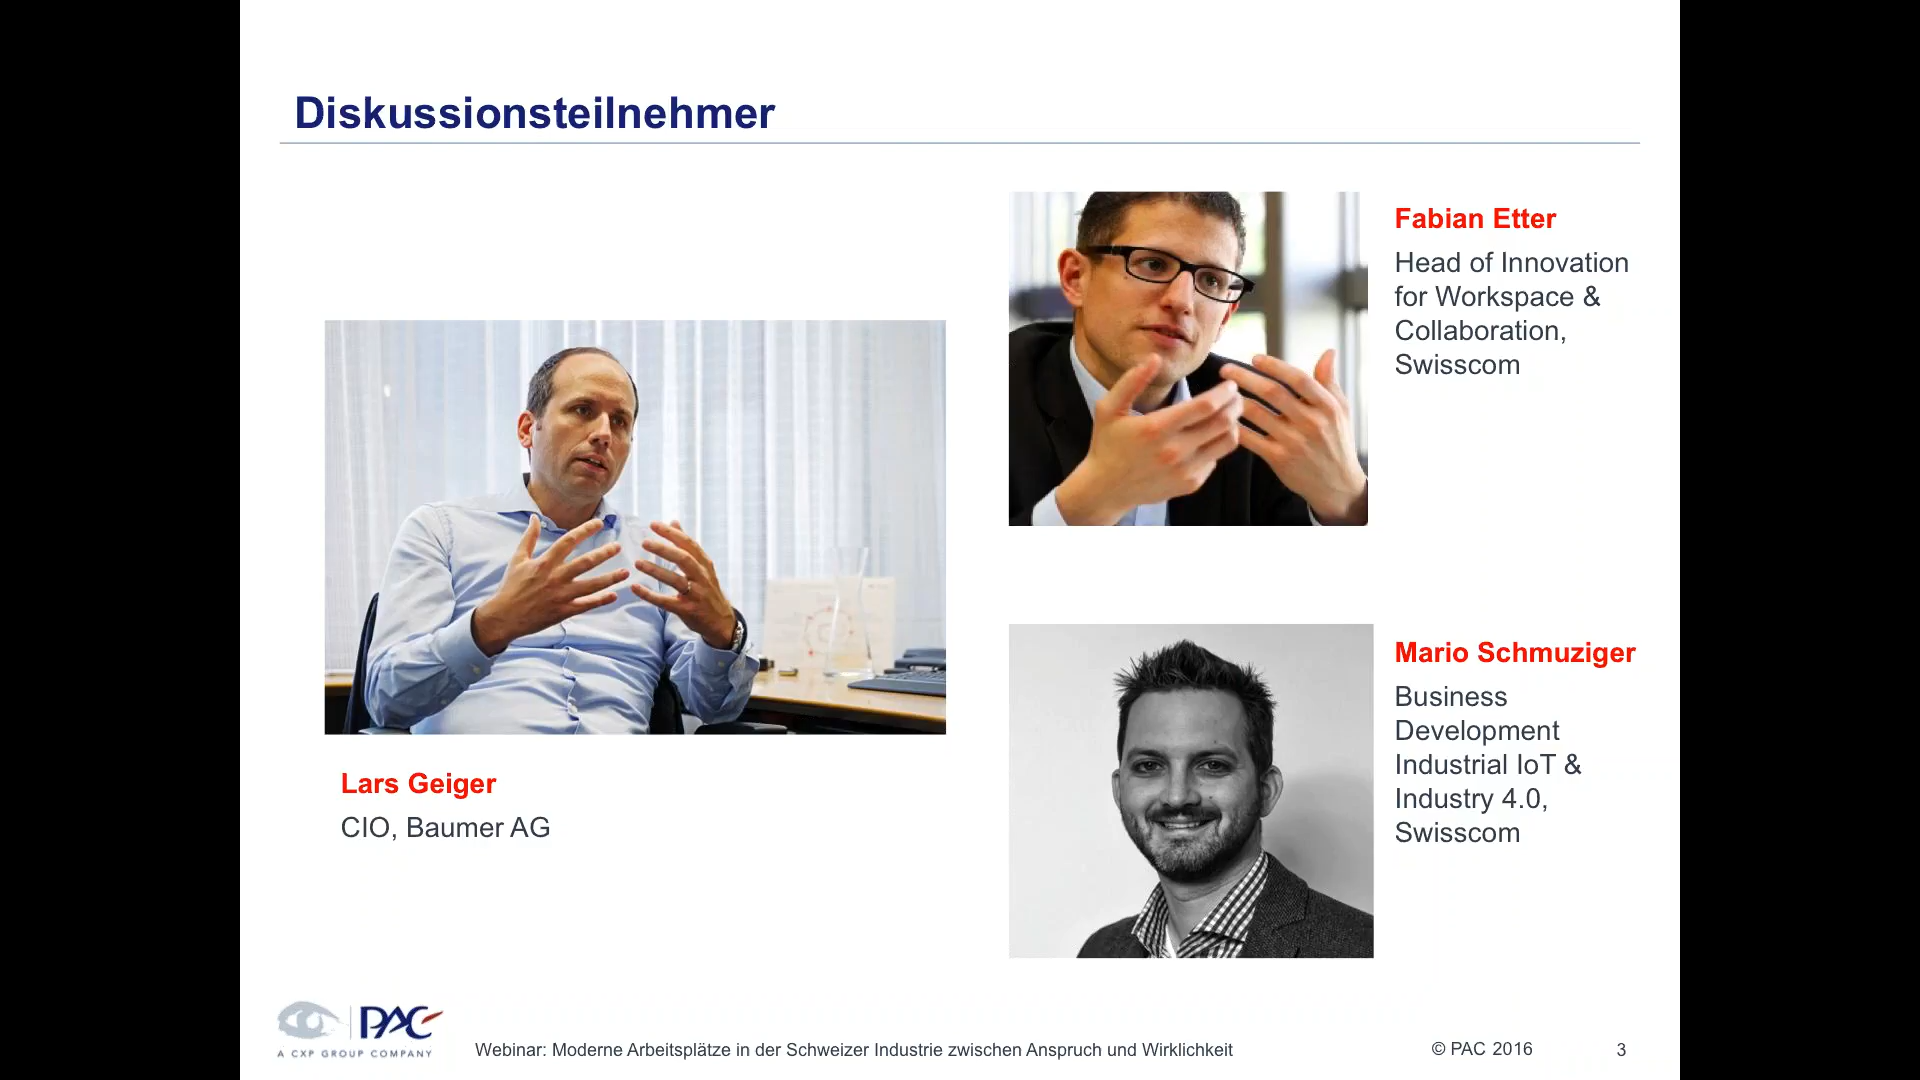 Diskussionsteilnehmer
Fabian Etter
Head of Innovation
for Workspace &
Collaboration,
Swisscom
Lars Geiger
CIO, Baumer AG
Mario Schmuziger
Business
Development
Industrial IoT &
Industry 4.0,
Swisscom
PAC
A CXP GROUP COMPANY
Webinar: Moderne Arbeitsplätze in der Schweizer Industrie zwischen Anspruch und Wirklichkeit
© PAC 2016
3